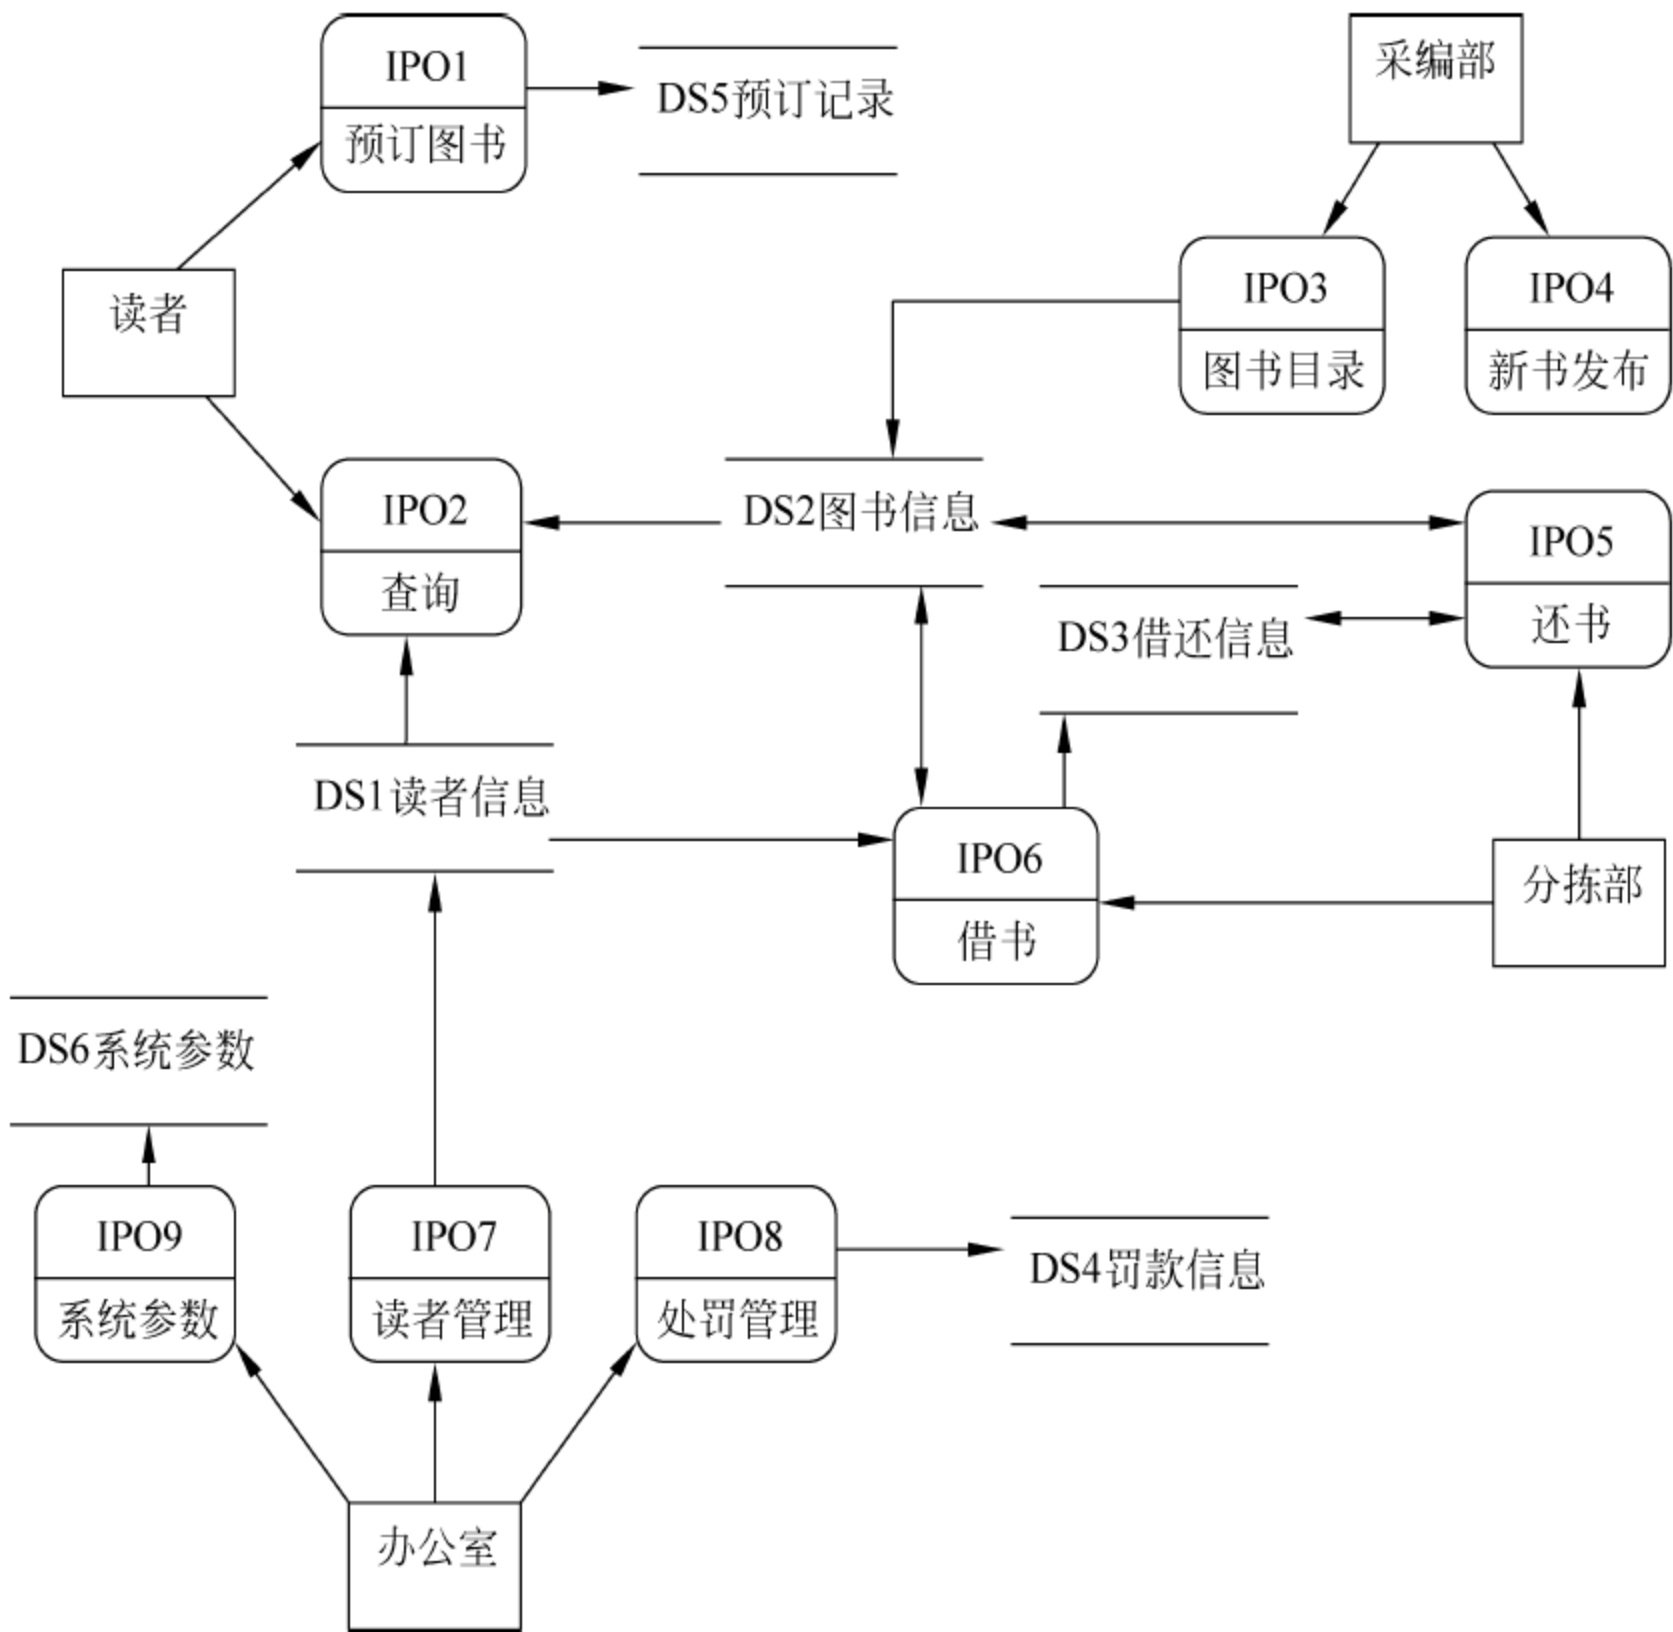 IPO1
预订图书
DS5预订记录
采编部
读者
IPO3
图书目录
IPO4
新书发布
IPO2
查询
DS2图书信息
IPO5
还书
DS3借还信息
DS1读者信息
IPO6
借书
分拣部
DS6系统参数
IPO9
系统参数
IPO7
读者管理
IPO8
处罚管理
DS4罚款信息
办公室